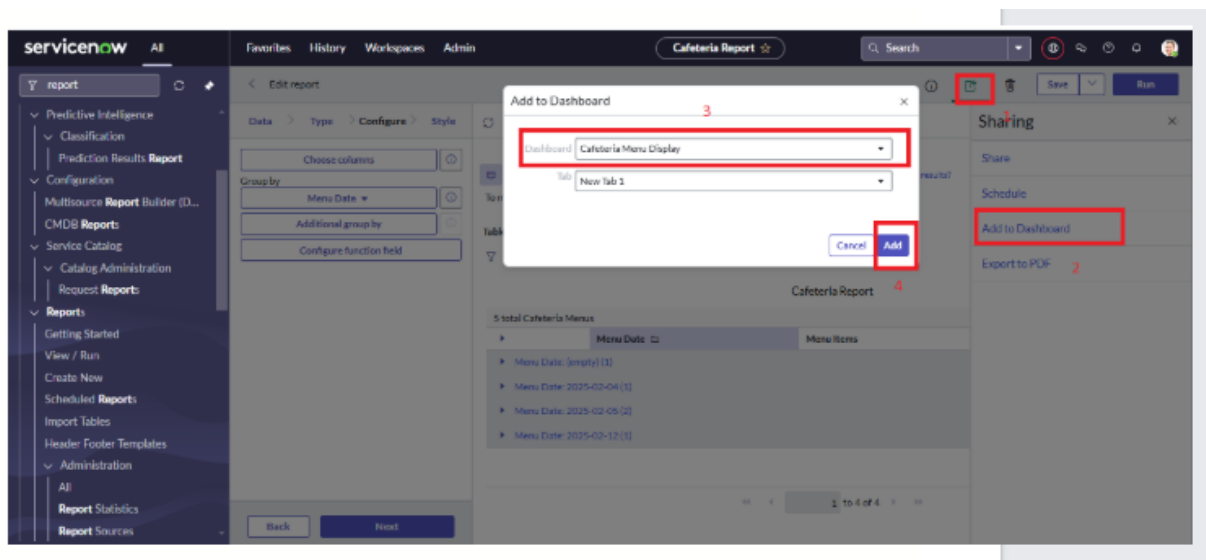 servicenow All Favorites History Workspaces Admin Cafeteria Report ☆ Search
report
Edit report
Save Run
1
Predictive Intelligence
Classification
Prediction Results Report
Configuration
Multisource Report Builder (D...
CMDB Reports
Service Catalog
Catalog Administration
Request Reports
Reports
Getting Started
View / Run
Create New
Scheduled Reports
Import Tables
Header Footer Templates
Administration
All
Report Statistics
Report Sources
Data Type Configure Style
Choose columns
Group by
Menu Date
Additional group by
Configure function field
Back Next
Add to Dashboard
3
Dashboard Cafeteria Menu Display
Tab New Tab 1
Cancel Add
4
results?
Cafeteria Report
5 total Cafeteria Menus
Menu Date Menu Items
Menu Date: (empty) (1)
Menu Date: 2025-02-04 (1)
Menu Date: 2025-02-05 (2)
Menu Date: 2025-02-12 (1)
1 to 4 of 4
Sharing
Share
Schedule
Add to Dashboard
Export to PDF
2